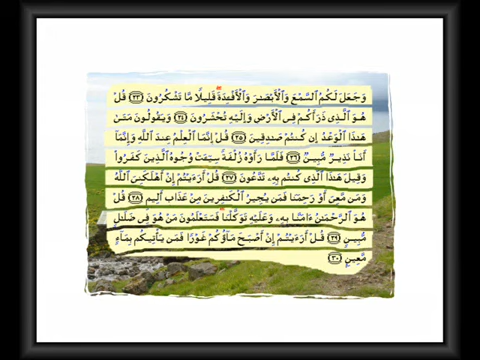 وَجَعَلَ لَكُمُ ٱلسَّمْعَ وَٱلْأَبْصَٰرَ وَٱلْأَفْـِٔدَةَ ۖ قَلِيلًا مَّا تَشْكُرُونَ ﴿٢٣﴾ قُلْ
هُوَ ٱلَّذِى ذَرَأَكُمْ فِى ٱلْأَرْضِ وَإِلَيْهِ تُحْشَرُونَ ﴿٢٤﴾ وَيَقُولُونَ مَتَىٰ
هَٰذَا ٱلْوَعْدُ إِن كُنتُمْ صَٰدِقِينَ ﴿٢٥﴾ قُلْ إِنَّمَا ٱلْعِلْمُ عِندَ ٱللَّهِ وَإِنَّمَآ
أَنَا۠ نَذِيرٌ مُّبِينٌ ﴿٢٦﴾ فَلَمَّا رَأَوْهُ زُلْفَةً سِيٓـَٔتْ وُجُوهُ ٱلَّذِينَ كَفَرُوا۟
وَقِيلَ هَٰذَا ٱلَّذِى كُنتُم بِهِۦ تَدَّعُونَ ﴿٢٧﴾ قُلْ أَرَءَيْتُمْ إِنْ أَهْلَكَنِىَ ٱللَّهُ
وَمَن مَّعِىَ أَوْ رَحِمَنَا فَمَن يُجِيرُ ٱلْكَٰفِرِينَ مِنْ عَذَابٍ أَلِيمٍ ﴿٢٨﴾ قُلْ
هُوَ ٱلرَّحْمَٰنُ ءَامَنَّا بِهِۦ وَعَلَيْهِ تَوَكَّلْنَا ۖ فَسَتَعْلَمُونَ مَنْ هُوَ فِى ضَلَٰلٍ
مُّبِينٍ ﴿٢٩﴾ قُلْ أَرَءَيْتُمْ إِنْ أَصْبَحَ مَآؤُكُمْ غَوْرًا فَمَن يَأْتِيكُم بِمَآءٍ
مَّعِينٍۭ ﴿٣٠﴾